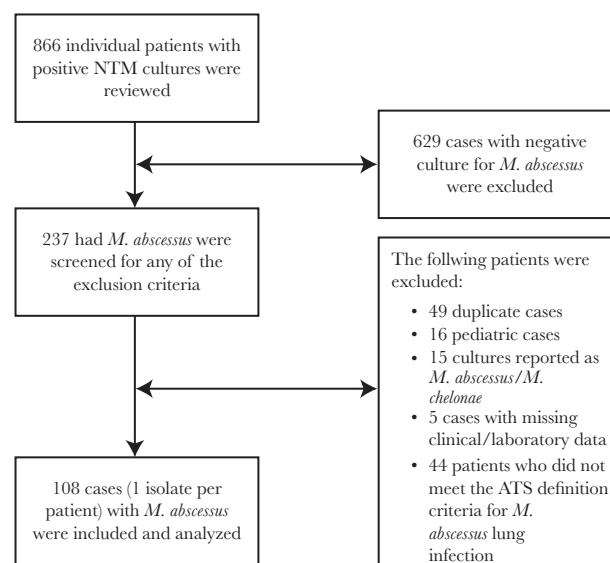 866 individual patients with
positive NTM cultures were
reviewed
629 cases with negative
culture for M. abscessus
were excluded
237 had M. abscessus were
screened for any of the
exclusion criteria
The follwing patients were
excluded:
• 49 duplicate cases
• 16 pediatric cases
• 15 cultures reported as
M. abscessus/M.
chelonae
• 5 cases with missing
clinical/laboratory data
• 44 patients who did not
meet the ATS definition
criteria for M.
abscessus lung
infection
108 cases (1 isolate per
patient) with M. abscessus
were included and analyzed